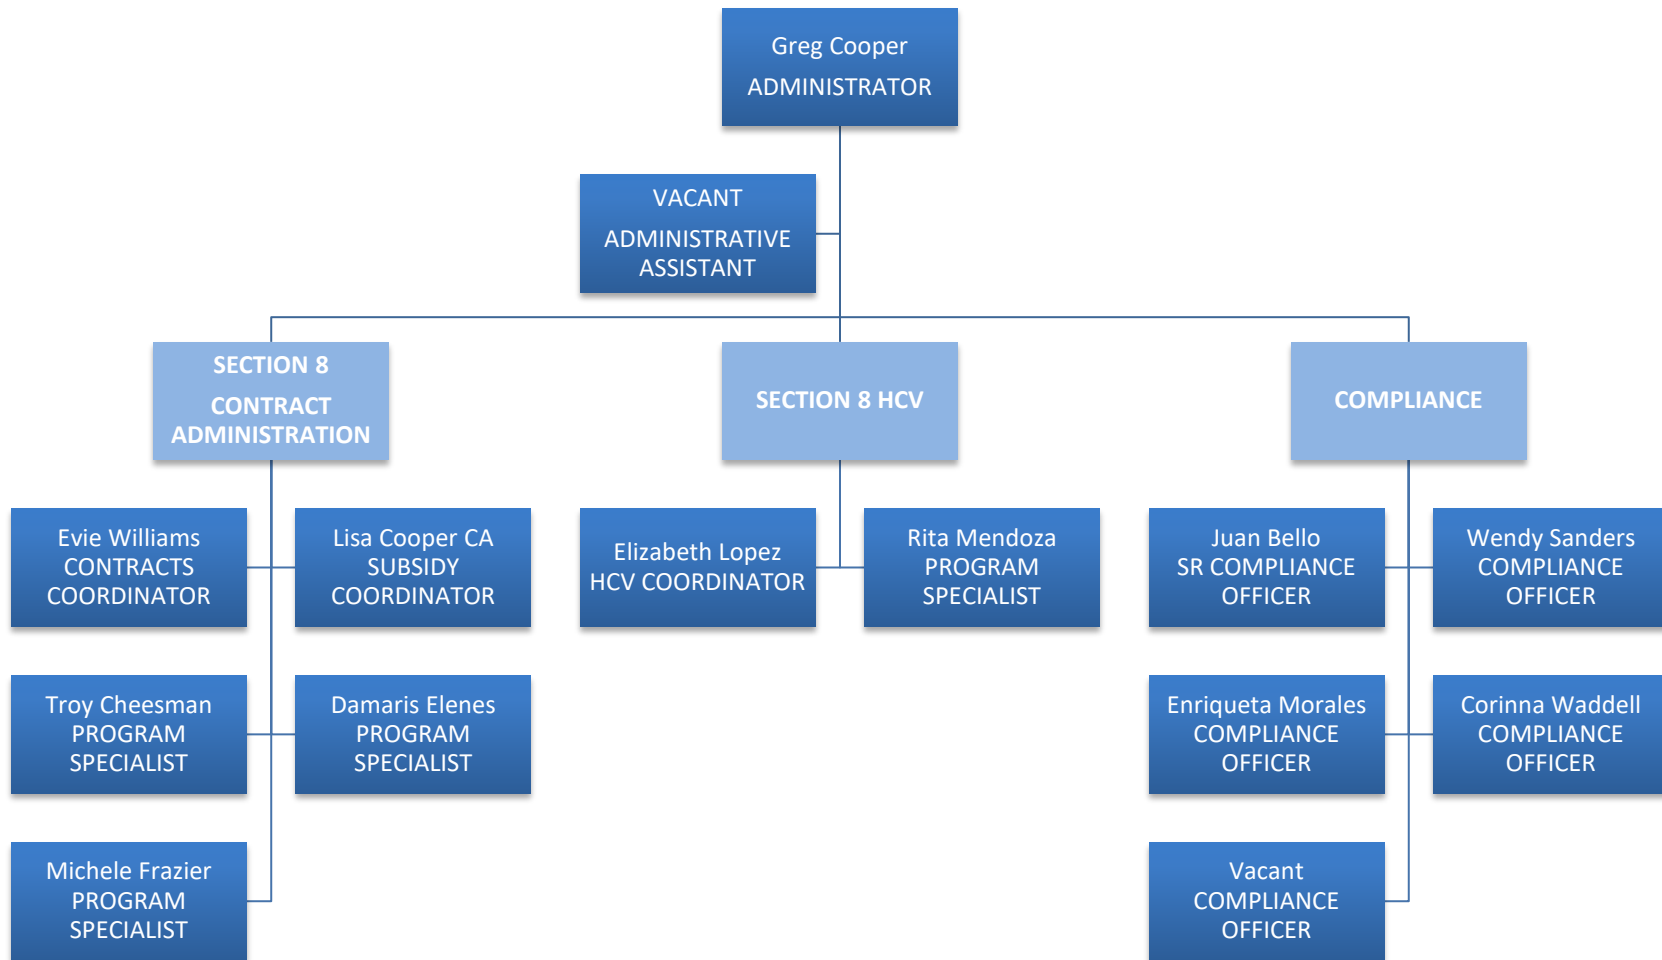 Greg Cooper
ADMINISTRATOR
VACANT
ADMINISTRATIVE
ASSISTANT
SECTION 8
CONTRACT
ADMINISTRATION
SECTION 8 HCV
COMPLIANCE
Evie Williams
CONTRACTS
COORDINATOR
Lisa Cooper CA
SUBSIDY
COORDINATOR
Elizabeth Lopez
HCV COORDINATOR
Rita Mendoza
PROGRAM
SPECIALIST
Juan Bello
SR COMPLIANCE
OFFICER
Wendy Sanders
COMPLIANCE
OFFICER
Troy Cheesman
PROGRAM
SPECIALIST
Damaris Elenes
PROGRAM
SPECIALIST
Enriqueta Morales
COMPLIANCE
OFFICER
Corinna Waddell
COMPLIANCE
OFFICER
Michele Frazier
PROGRAM
SPECIALIST
Vacant
COMPLIANCE
OFFICER